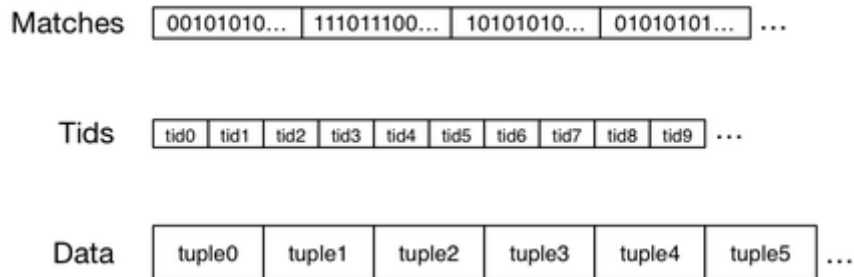 Matches 00101010... 111011100... 10101010... 01010101... ...
Tids tid0 tid1 tid2 tid3 tid4 tid5 tid6 tid7 tid8 tid9 ...
Data tuple0 tuple1 tuple2 tuple3 tuple4 tuple5 ...